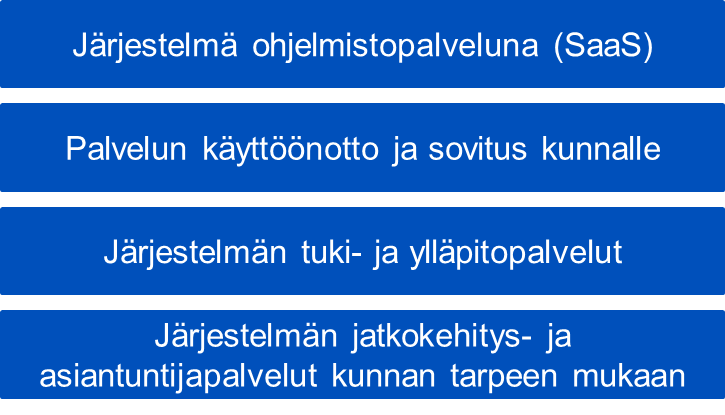 Järjestelmä ohjelmistopalveluna (SaaS)
Palvelun käyttöönotto ja sovitus kunnalle
Järjestelmän tuki- ja ylläpitopalvelut
Järjestelmän jatkokehitys- ja
asiantuntijapalvelut kunnan tarpeen mukaan